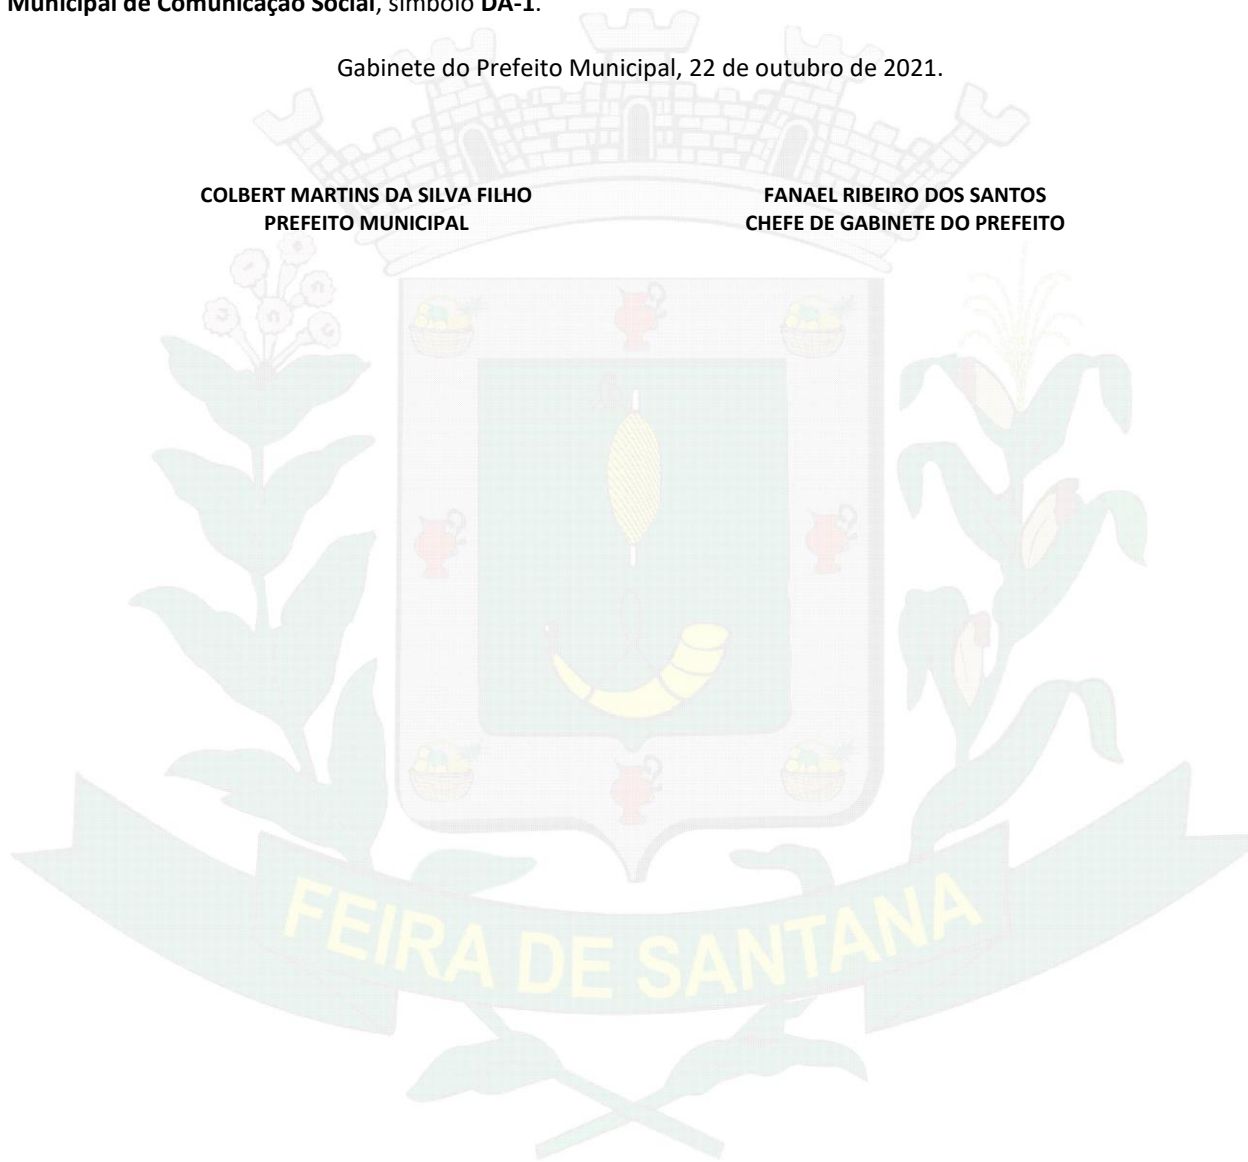 Municipal de Comunicação Social, símbolo DA-1.
Gabinete do Prefeito Municipal, 22 de outubro de 2021.
COLBERT MARTINS DA SILVA FILHO
PREFEITO MUNICIPAL
FANAEL RIBEIRO DOS SANTOS
CHEFE DE GABINETE DO PREFEITO
FEIRA DE SANTANA